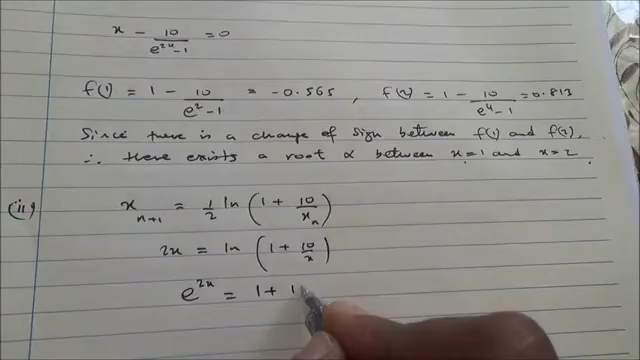 x - 10/(e^2x - 1) = 0
f(1) = 1 - 10/(e^2 - 1) = -0.565 , f(2) = 1 - 10/(e^4 - 1) = 0.813
Since there is a change of sign between f(1) and f(2),
∴ there exists a root α between x=1 and x=2 .
(ii) x_n+1 = 1/2 ln (1 + 10/x_n)
2x = ln (1 + 10/x)
e^2x = 1 + 1